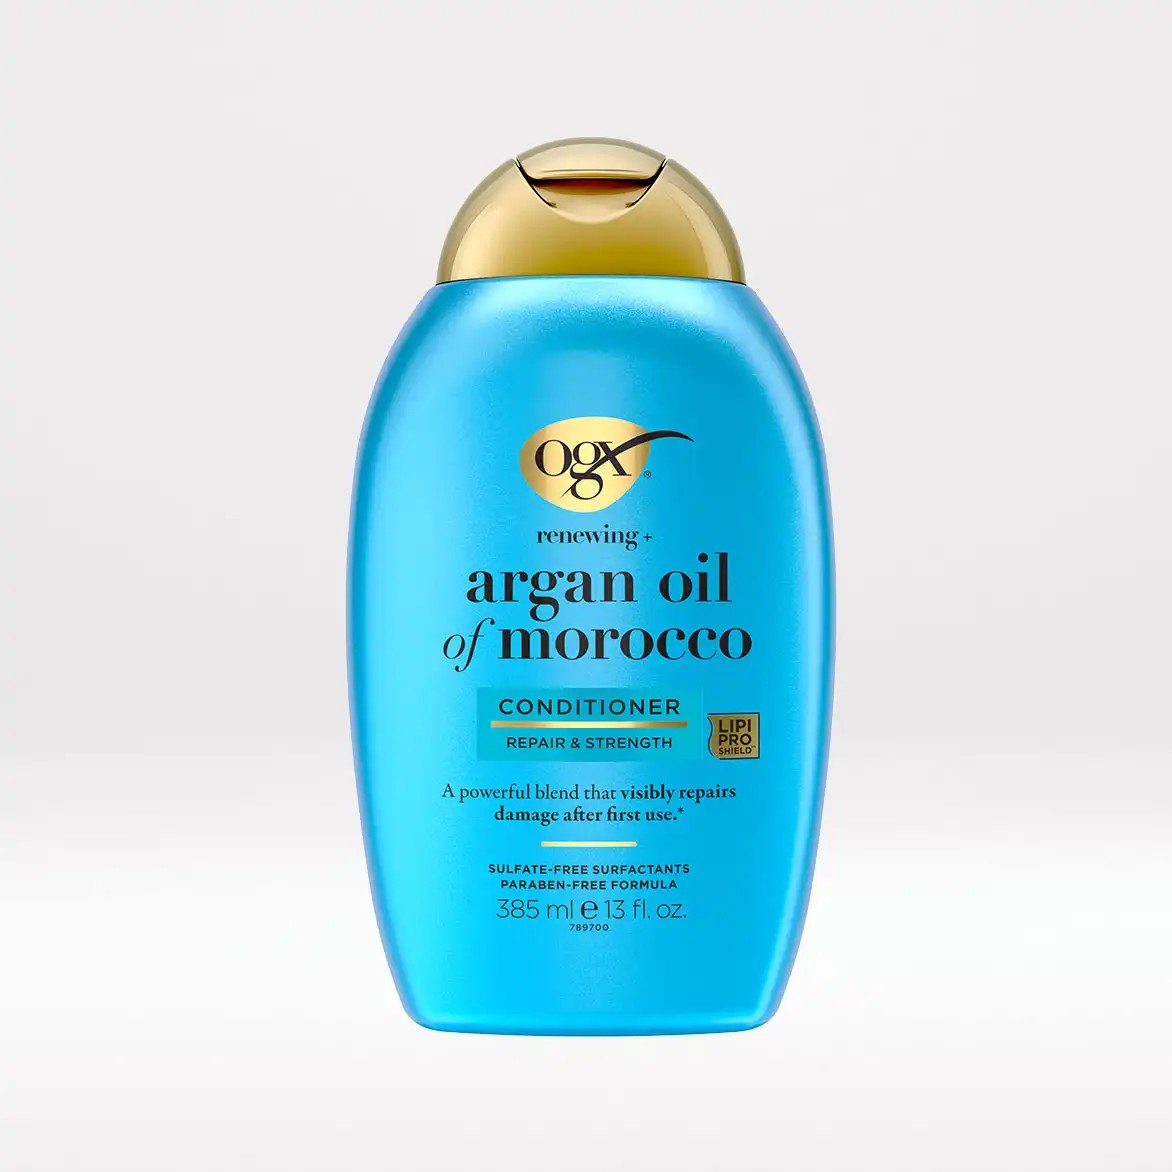 ogx®
renewing +
argan oil
of morocco
CONDITIONER
REPAIR & STRENGTH
LIPI
PRO
SHIELD™
A powerful blend that visibly repairs
damage after first use.*
SULFATE-FREE SURFACTANTS
PARABEN-FREE FORMULA
385 ml ℮ 13 fl. oz.
789700